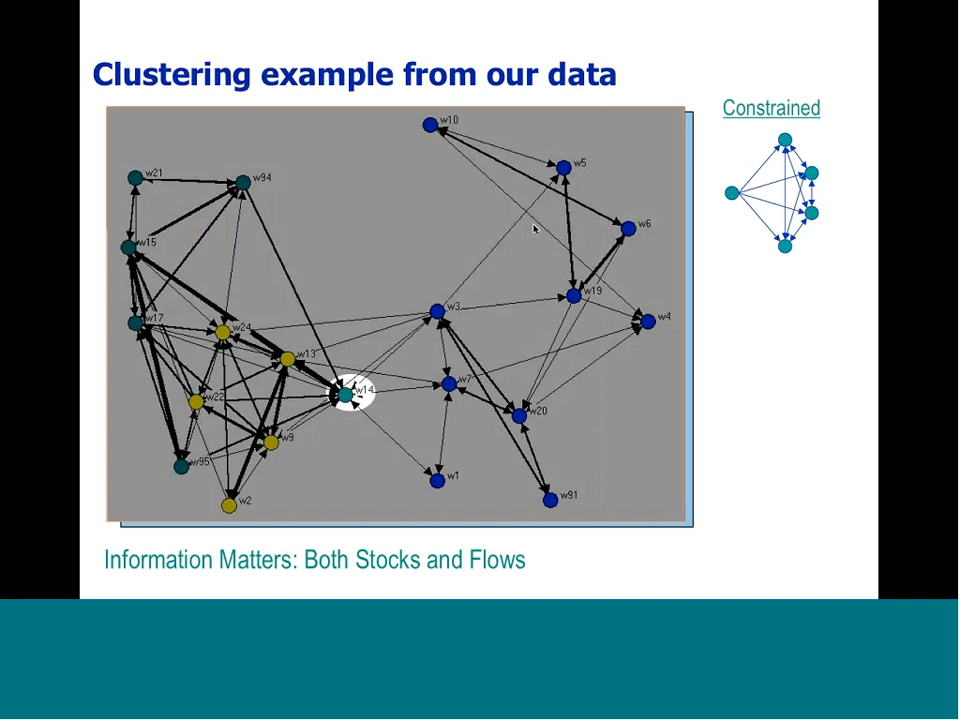 Clustering example from our data
Constrained
w10
w5
w21
w94
w6
w15
w19
w3
w4
w17
w24
w13
w7
w14
w22
w20
w9
w95
w1
w91
w2
Information Matters: Both Stocks and Flows